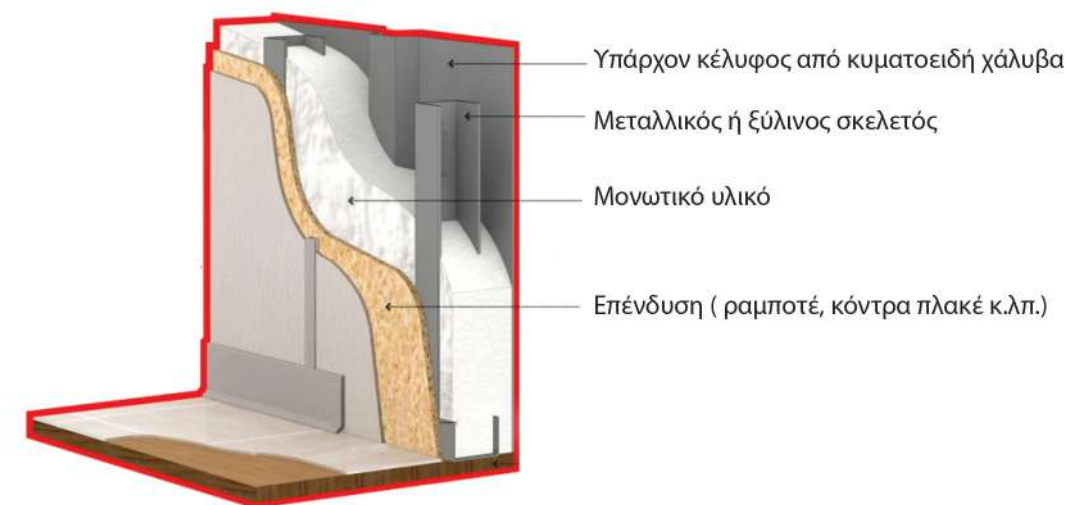 Υπάρχον κέλυφος από κυματοειδή χάλυβα
Μεταλλικός ή ξύλινος σκελετός
Μονωτικό υλικό
Επένδυση ( ραμποτέ, κόντρα πλακέ κ.λπ.)